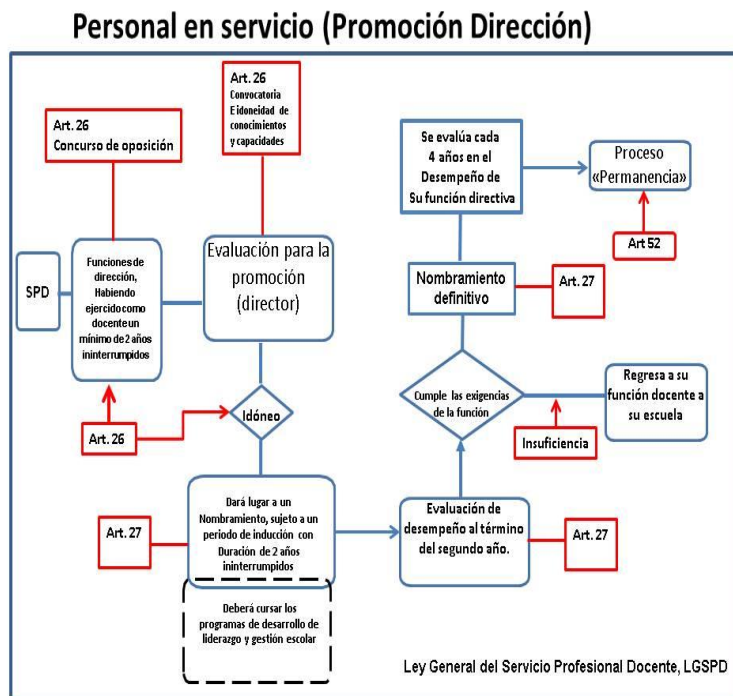 Personal en servicio (Promoción Dirección)
Art. 26
Concurso de oposición
Art. 26
Convocatoria
E idoneidad de
conocimientos
y capacidades
Se evalúa cada
4 años en el
Desempeño de
Su función directiva
Proceso
«Permanencia»
Art 52
SPD
Funciones de
dirección,
Habiendo
ejercido como
docente un
mínimo de 2 años
ininterrumpidos
Evaluación para la
promoción
(director)
Nombramiento
definitivo
Art. 27
Art. 26
Idóneo
Cumple las exigencias
de la función
Insuficiencia
Regresa a su
función docente a
su escuela
Art. 27
Dará lugar a un
Nombramiento, sujeto a un
periodo de inducción con
Duración de 2 años
ininterrumpidos
Evaluación de
desempeño al término
del segundo año.
Art. 27
Deberá cursar los
programas de desarrollo de
liderazgo y gestión escolar
Ley General del Servicio Profesional Docente, LGSPD